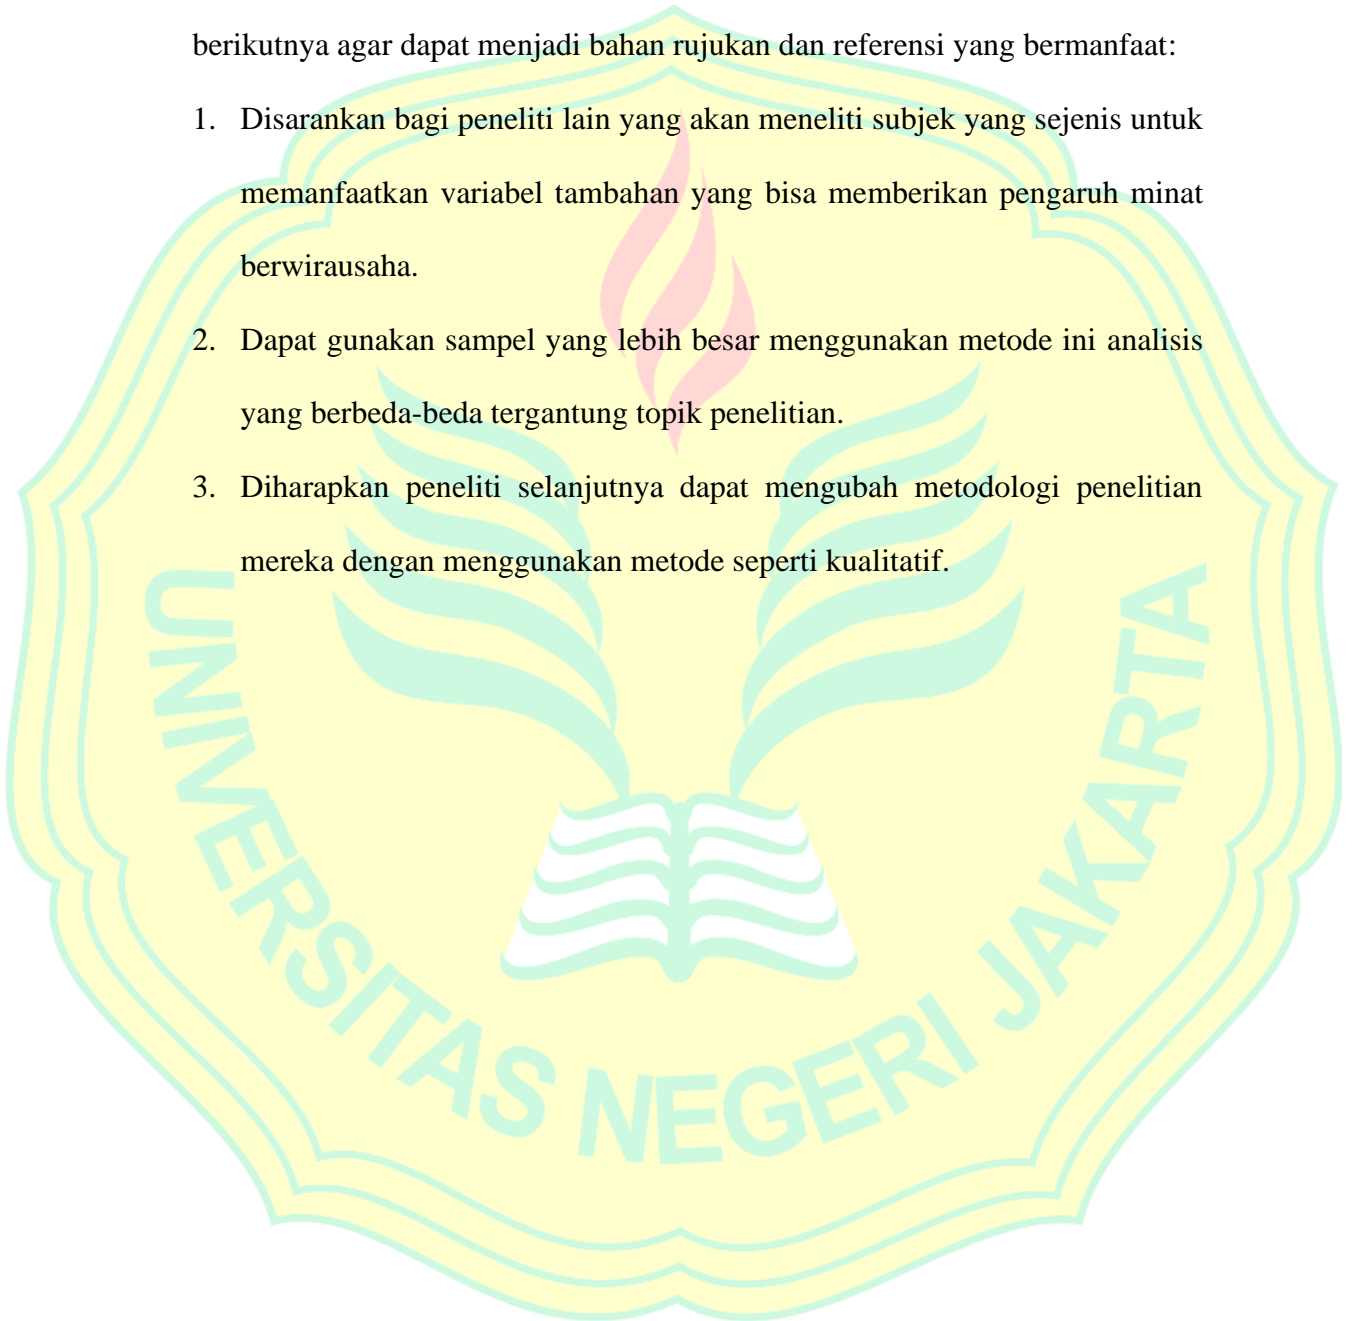 berikutnya agar dapat menjadi bahan rujukan dan referensi yang bermanfaat:
1. Disarankan bagi peneliti lain yang akan meneliti subjek yang sejenis untuk
memanfaatkan variabel tambahan yang bisa memberikan pengaruh minat
berwirausaha.
2. Dapat gunakan sampel yang lebih besar menggunakan metode ini analisis
yang berbeda-beda tergantung topik penelitian.
3. Diharapkan peneliti selanjutnya dapat mengubah metodologi penelitian
mereka dengan menggunakan metode seperti kualitatif.
UNIVERSITAS NEGERI JAKARTA